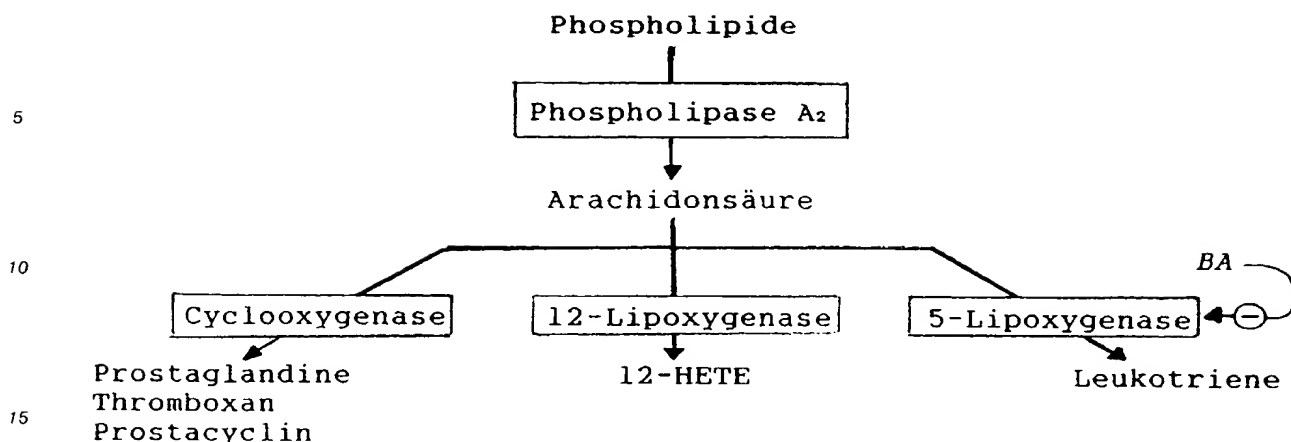 Phospholipide
5
Phospholipase A₂
Arachidonsäure
10
BA
Cyclooxygenase 12-Lipoxygenase 5-Lipoxygenase −
Prostaglandine 12-HETE Leukotriene
Thromboxan
15
Prostacyclin